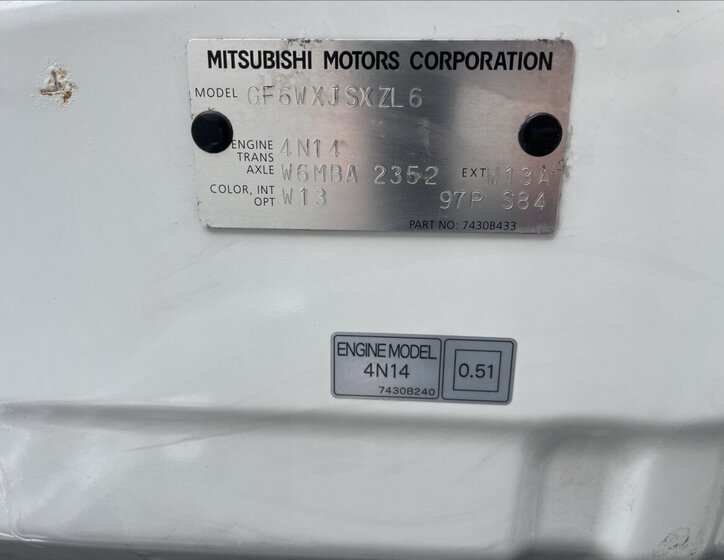 MITSUBISHI MOTORS CORPORATION
MODEL GF6WXJSXZL6
ENGINE 4N14
TRANS AXLE W6MBA 2352 EXT W13A
COLOR, INT OPT W13 97P S84
PART NO: 7430B433
ENGINE MODEL
4N14
7430B240
0.51